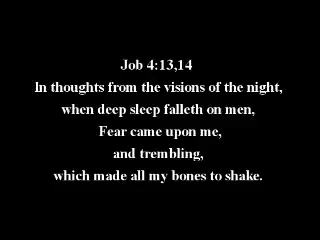 Job 4:13,14
In thoughts from the visions of the night,
when deep sleep falleth on men,
Fear came upon me,
and trembling,
which made all my bones to shake.